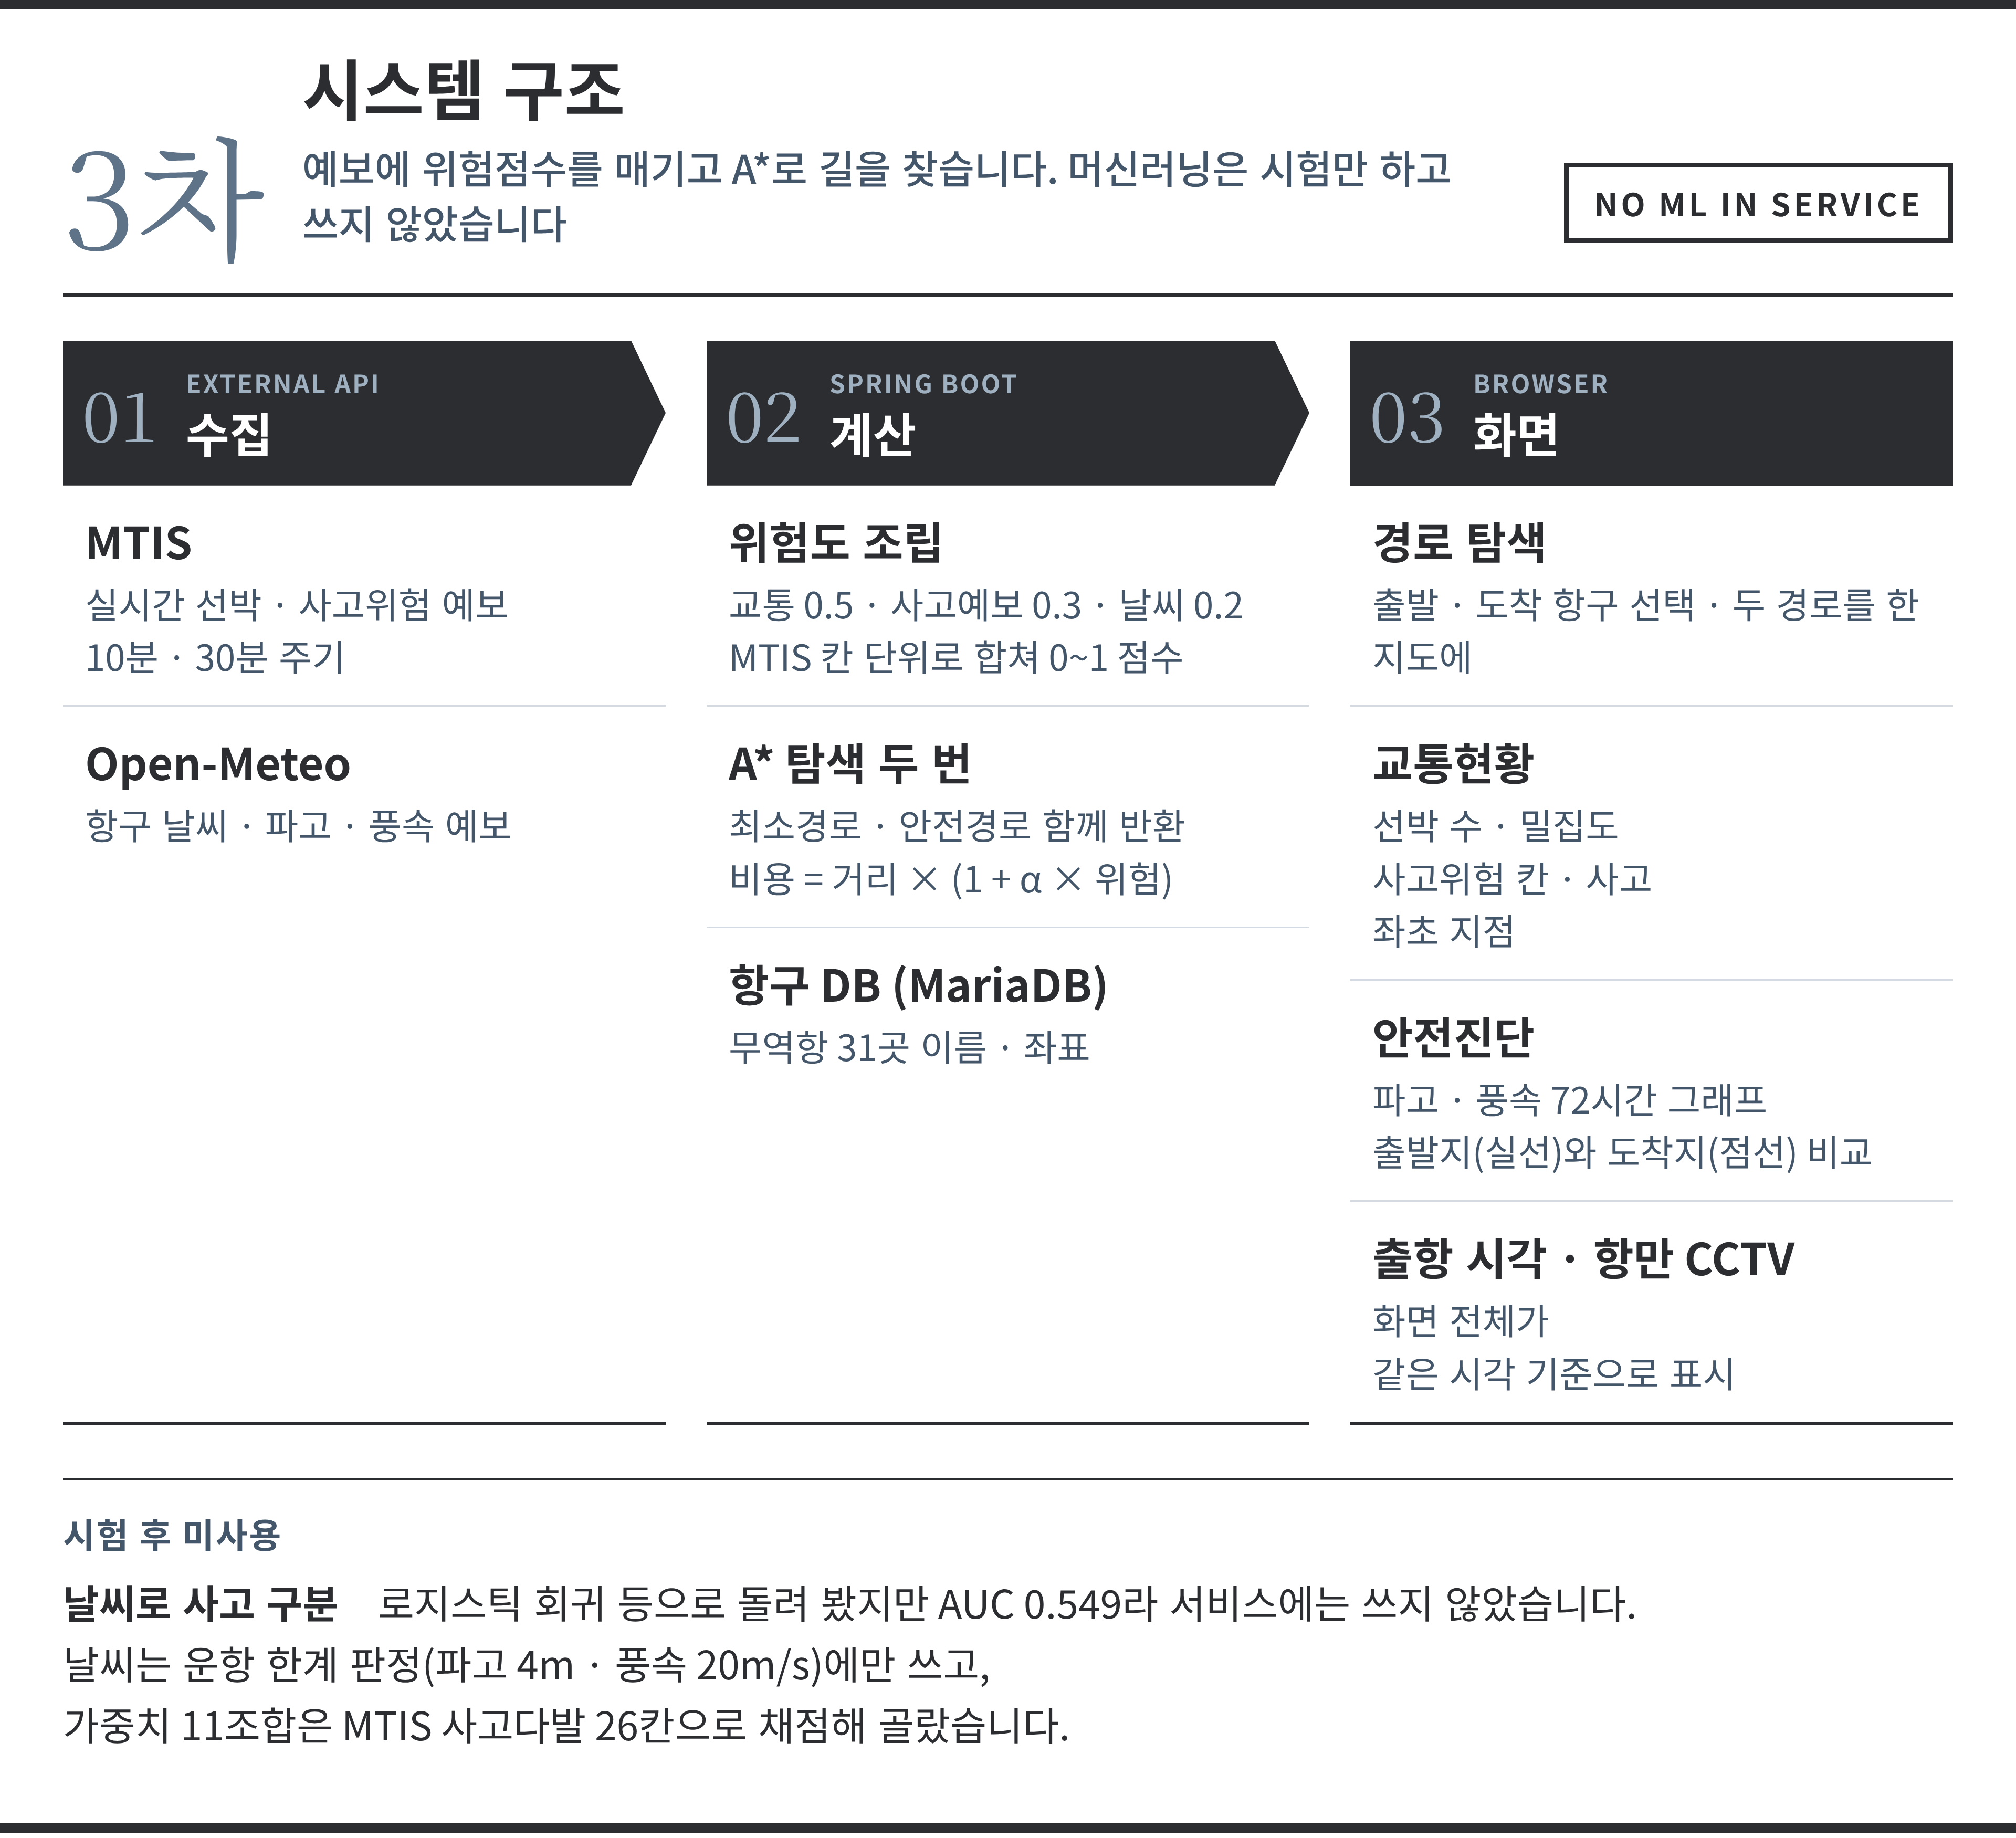 시스템 구조
3차
예보에 위험점수를 매기고 A*로 길을 찾습니다. 머신러닝은 시험만 하고
쓰지 않았습니다
NO ML IN SERVICE
01
EXTERNAL API
수집
MTIS
실시간 선박 · 사고위험 예보
10분 · 30분 주기
Open-Meteo
항구 날씨 · 파고 · 풍속 예보
02
SPRING BOOT
계산
위험도 조립
교통 0.5 · 사고예보 0.3 · 날씨 0.2
MTIS 칸 단위로 합쳐 0~1 점수
A* 탐색 두 번
최소경로 · 안전경로 함께 반환
비용 = 거리 × (1 + α × 위험)
항구 DB (MariaDB)
무역항 31곳 이름 · 좌표
03
BROWSER
화면
경로 탐색
출발 · 도착 항구 선택 · 두 경로를 한
지도에
교통현황
선박 수 · 밀집도
사고위험 칸 · 사고
좌초 지점
안전진단
파고 · 풍속 72시간 그래프
출발지(실선)와 도착지(점선) 비교
출항 시각 · 항만 CCTV
화면 전체가
같은 시각 기준으로 표시
시험 후 미사용
날씨로 사고 구분 로지스틱 회귀 등으로 돌려 봤지만 AUC 0.549라 서비스에는 쓰지 않았습니다.
날씨는 운항 한계 판정(파고 4m · 풍속 20m/s)에만 쓰고,
가중치 11조합은 MTIS 사고다발 26칸으로 채점해 골랐습니다.